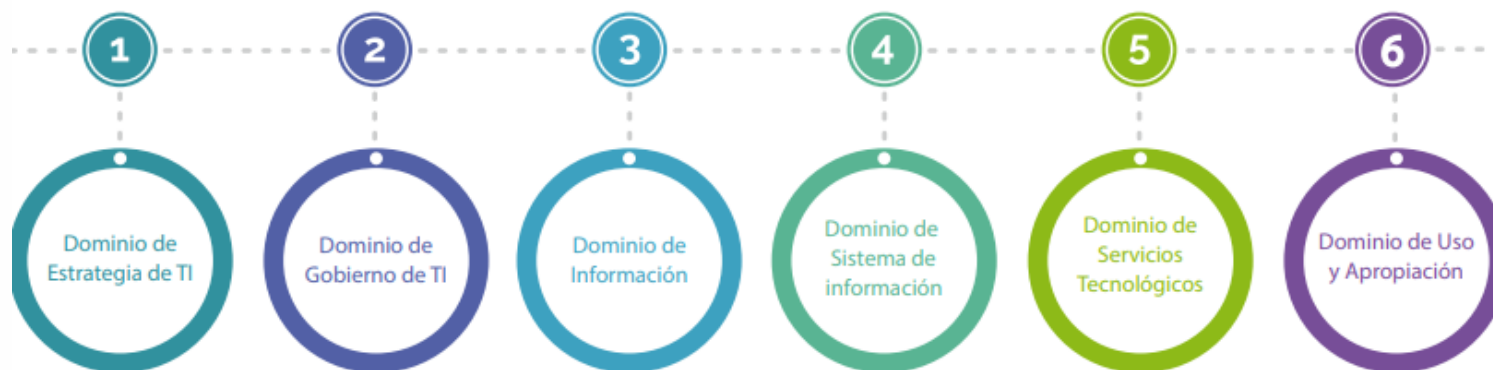 1
2
3
4
5
6
Dominio de
Estrategia de TI
Dominio de
Gobierno de TI
Dominio de
Información
Dominio de
Sistema de
información
Dominio de
Servicios
Tecnológicos
Dominio de Uso
y Apropiación